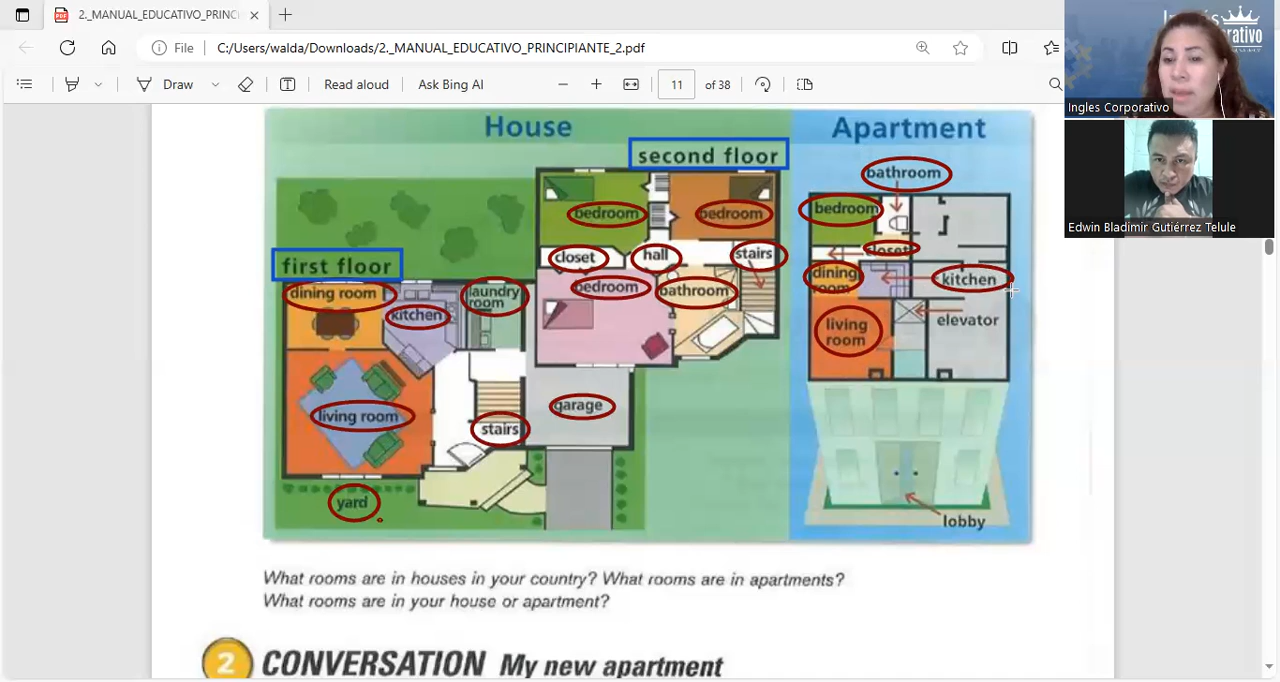 2._MANUAL_EDUCATIVO_PRINCI
File
C:/Users/walda/Downloads/2._MANUAL_EDUCATIVO_PRINCIPIANTE_2.pdf
Draw
Read aloud
Ask Bing AI
11 of 38
Ingles Corporativo
Edwin Bladimir Gutiérrez Telule
House
Apartment
second floor
first floor
bedroom
bedroom
closet
hall
stairs
bedroom
bathroom
dining room
kitchen
laundry
room
living room
stairs
garage
yard
bathroom
bedroom
closet
dining
room
kitchen
living
room
elevator
lobby
What rooms are in houses in your country? What rooms are in apartments?
What rooms are in your house or apartment?
2 CONVERSATION My new apartment